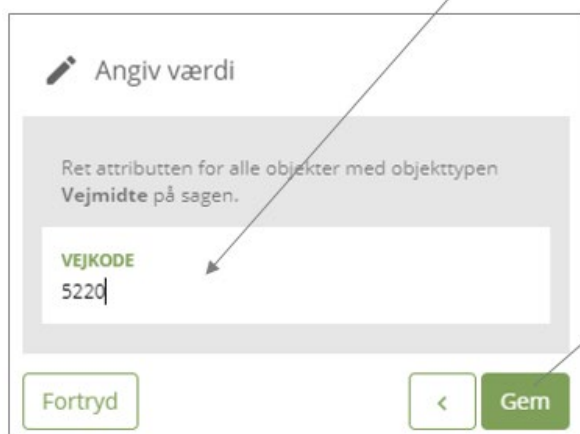 Angiv værdi
Ret attributten for alle objekter med objekttypen
Vejmidte på sagen.
VEJKODE
5220
Fortryd
<
Gem